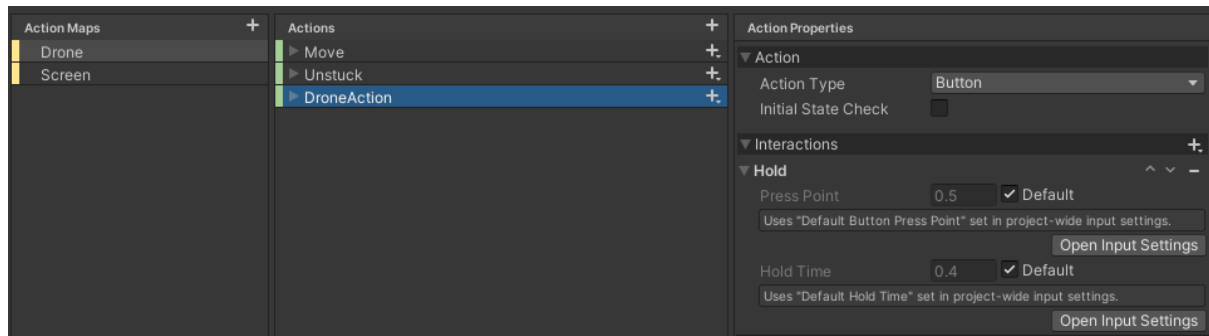 Action Maps
Drone
Screen
Actions
Move
Unstuck
DroneAction
Action Properties
Action
Action Type Button
Initial State Check
Interactions
Hold
Press Point 0.5 Default
Uses "Default Button Press Point" set in project-wide input settings.
Open Input Settings
Hold Time 0.4 Default
Uses "Default Hold Time" set in project-wide input settings.
Open Input Settings